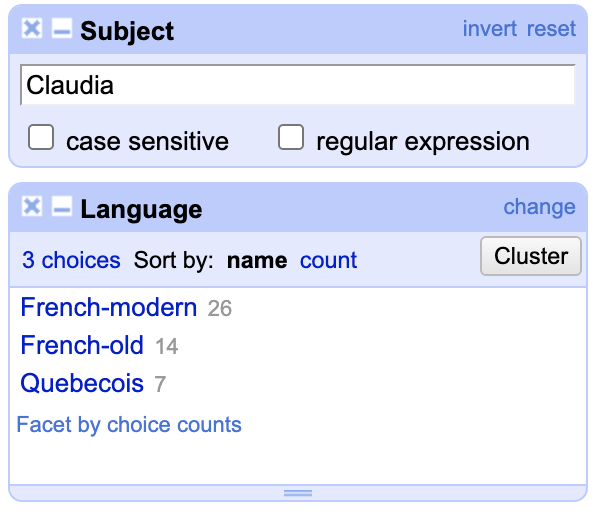 Subject invert reset
Claudia
case sensitive regular expression
Language change
3 choices Sort by: name count Cluster
French-modern 26
French-old 14
Quebecois 7
Facet by choice counts